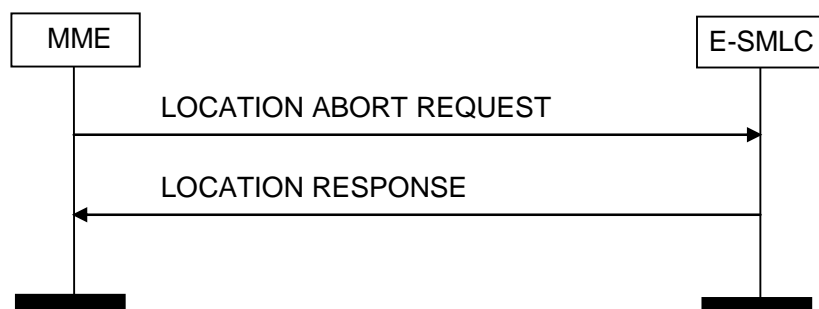 MME
E-SMLC
LOCATION ABORT REQUEST
LOCATION RESPONSE